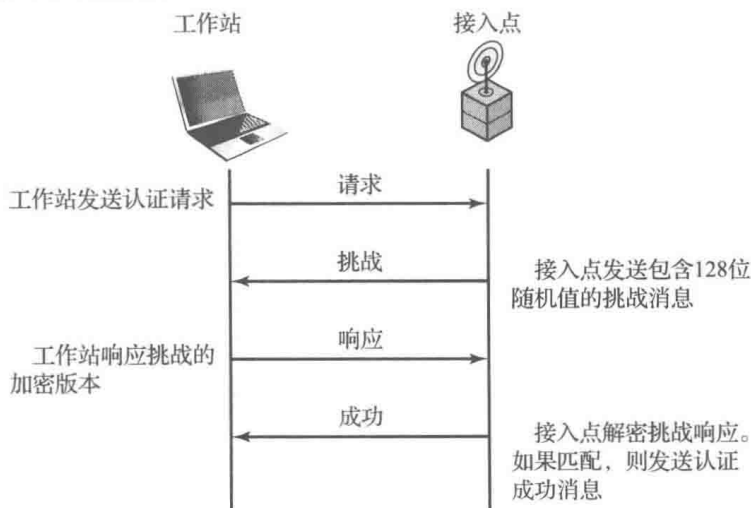 工作站
接入点
工作站发送认证请求
请求
挑战
接入点发送包含128位
随机值的挑战消息
工作站响应挑战的
加密版本
响应
成功
接入点解密挑战响应。
如果匹配，则发送认证
成功消息